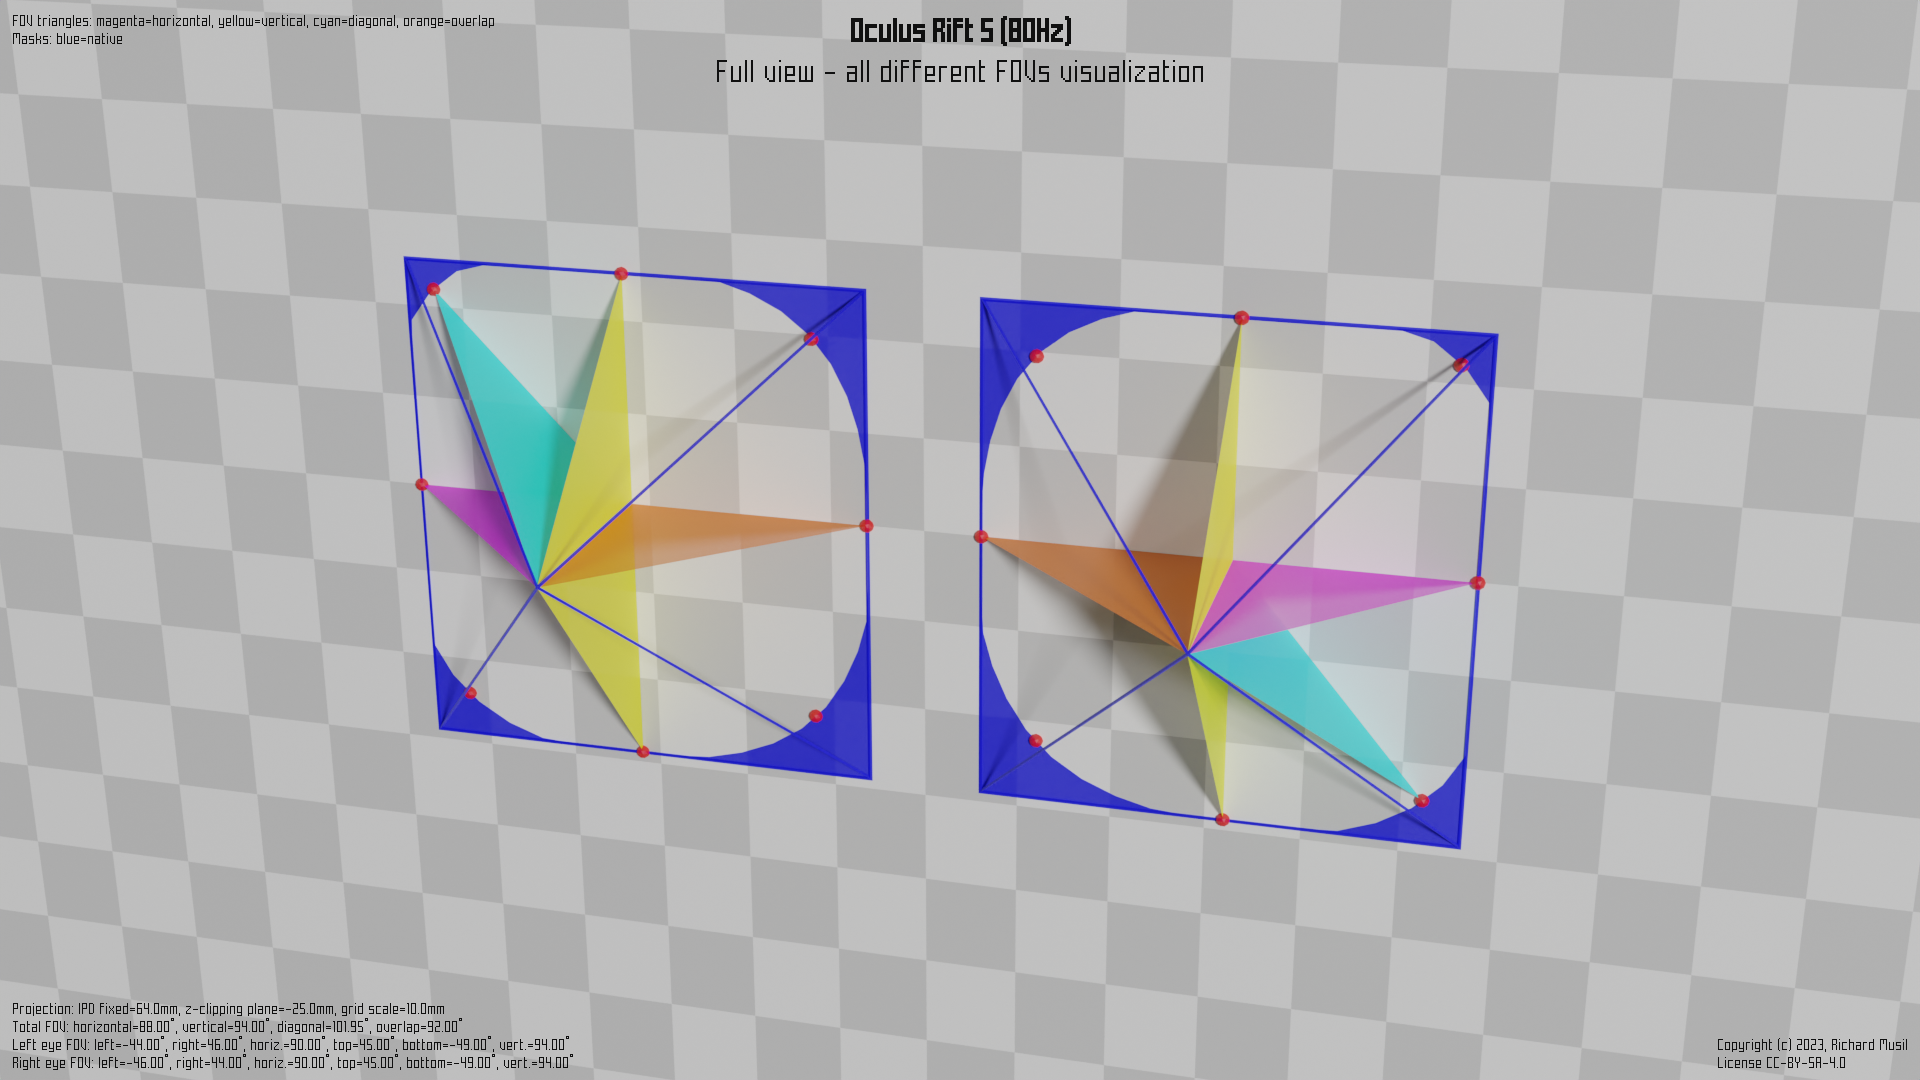 FOV triangles: magenta=horizontal, yellow=vertical, cyan=diagonal, orange=overlap
Masks: blue=native
Oculus Rift S (80Hz)
Full view - all different FOVs visualization
Projection: IPD fixed=64.0mm, z-clipping plane=-25.0mm, grid scale=10.0mm
Total FOV: horizontal=88.00°, vertical=94.00°, diagonal=101.95°, overlap=92.00°
Left eye FOV: left=-44.00°, right=46.00°, horiz.=90.00°, top=45.00°, bottom=-49.00°, vert.=94.00°
Right eye FOV: left=-46.00°, right=44.00°, horiz.=90.00°, top=45.00°, bottom=-49.00°, vert.=94.00°
Copyright (c) 2023, Richard Musil
License CC-BY-SA-4.0